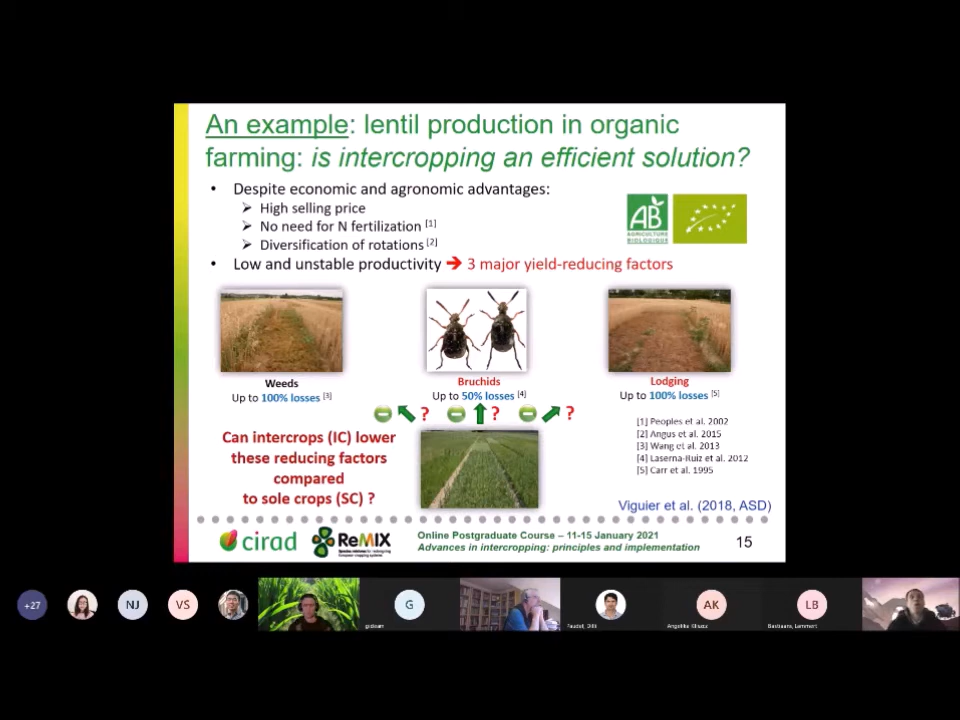 An example: lentil production in organic
farming: is intercropping an efficient solution?
• Despite economic and agronomic advantages:
➢ High selling price
➢ No need for N fertilization [1]
➢ Diversification of rotations [2]
• Low and unstable productivity ➔ 3 major yield-reducing factors
AB
AGRICULTURE
BIOLOGIQUE
Weeds
Up to 100% losses [3]
Bruchids
Up to 50% losses [4]
Lodging
Up to 100% losses [5]
? ? ?
Can intercrops (IC) lower
these reducing factors
compared
to sole crops (SC) ?
[1] Peoples et al. 2002
[2] Angus et al. 2015
[3] Wang et al. 2013
[4] Laserna-Ruiz et al. 2012
[5] Carr et al. 1995
Viguier et al. (2018, ASD)
cirad
ReMIX
Online Postgraduate Course – 11-15 January 2021
Advances in intercropping: principles and implementation
15
+27
NJ
VS
G
AK
LB
Bastiaans, Lammert